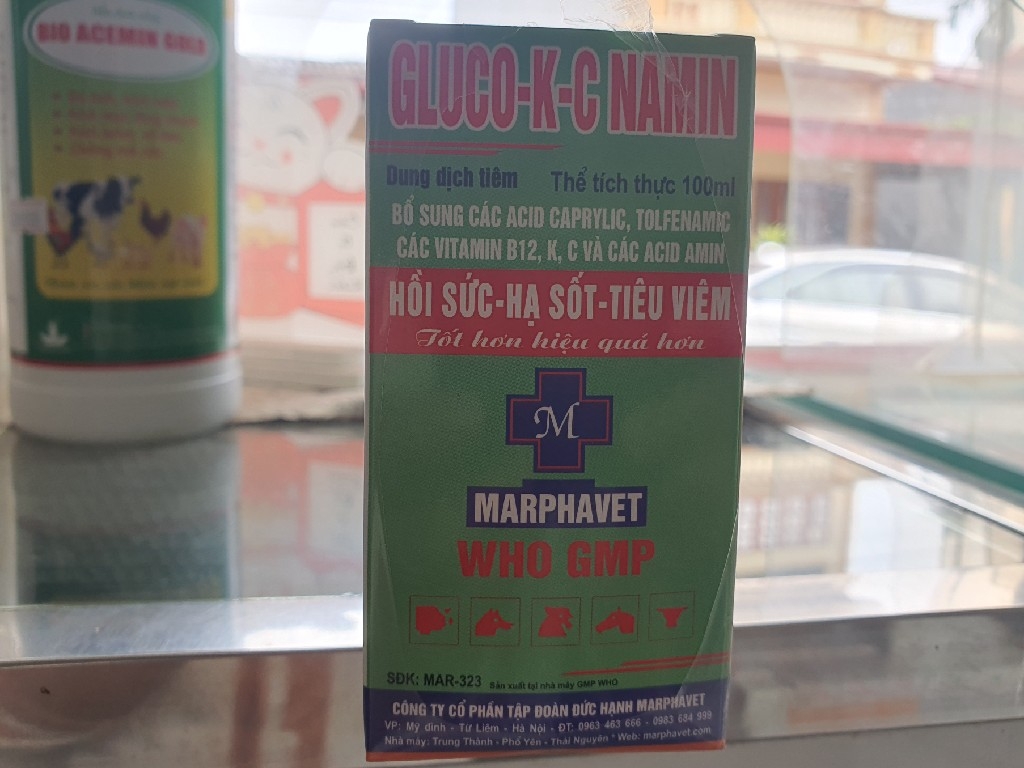 BIO ACEMIN GOLD
GLUCO-K-C NAMIN
Dung dịch tiêm
Thể tích thực 100ml
BỔ SUNG CÁC ACID CAPRYLIC, TOLFENAMIC
CÁC VITAMIN B12, K, C VÀ CÁC ACID AMIN
HỒI SỨC-HẠ SỐT-TIÊU VIÊM
Tốt hơn hiệu quả hơn
M
MARPHAVET
WHO GMP
SĐK: MAR-323 Sản xuất tại nhà máy GMP WHO
CÔNG TY CỔ PHẦN TẬP ĐOÀN ĐỨC HẠNH MARPHAVET
VP: Mỹ đình - Từ Liêm - Hà Nội - ĐT: 0963 463 666 - 0983 684 999
Nhà máy: Trung Thành - Phổ Yên - Thái Nguyên * Web: marphavet.com